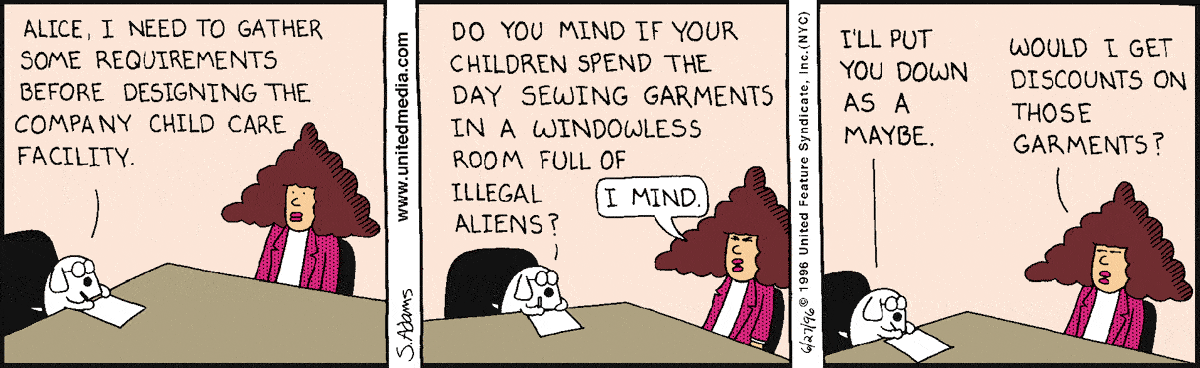 ALICE, I NEED TO GATHER
SOME REQUIREMENTS
BEFORE DESIGNING THE
COMPANY CHILD CARE
FACILITY.
www.unitedmedia.com
S. Adams
DO YOU MIND IF YOUR
CHILDREN SPEND THE
DAY SEWING GARMENTS
IN A WINDOWLESS
ROOM FULL OF
ILLEGAL
ALIENS?
I MIND.
6/27/96 © 1996 United Feature Syndicate, Inc.(NYC)
I'LL PUT
YOU DOWN
AS A
MAYBE.
WOULD I GET
DISCOUNTS ON
THOSE
GARMENTS?